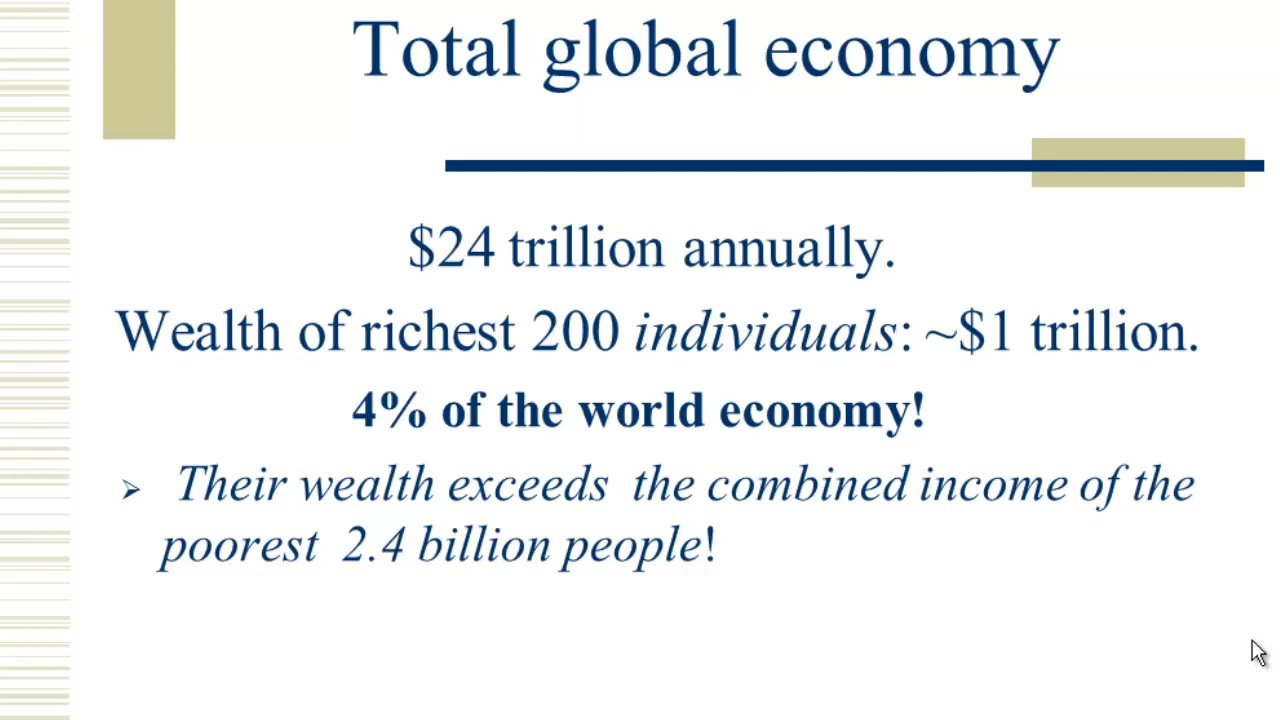 Total global economy
$24 trillion annually.
Wealth of richest 200 individuals: ~$1 trillion.
4% of the world economy!
Their wealth exceeds the combined income of the
poorest 2.4 billion people!